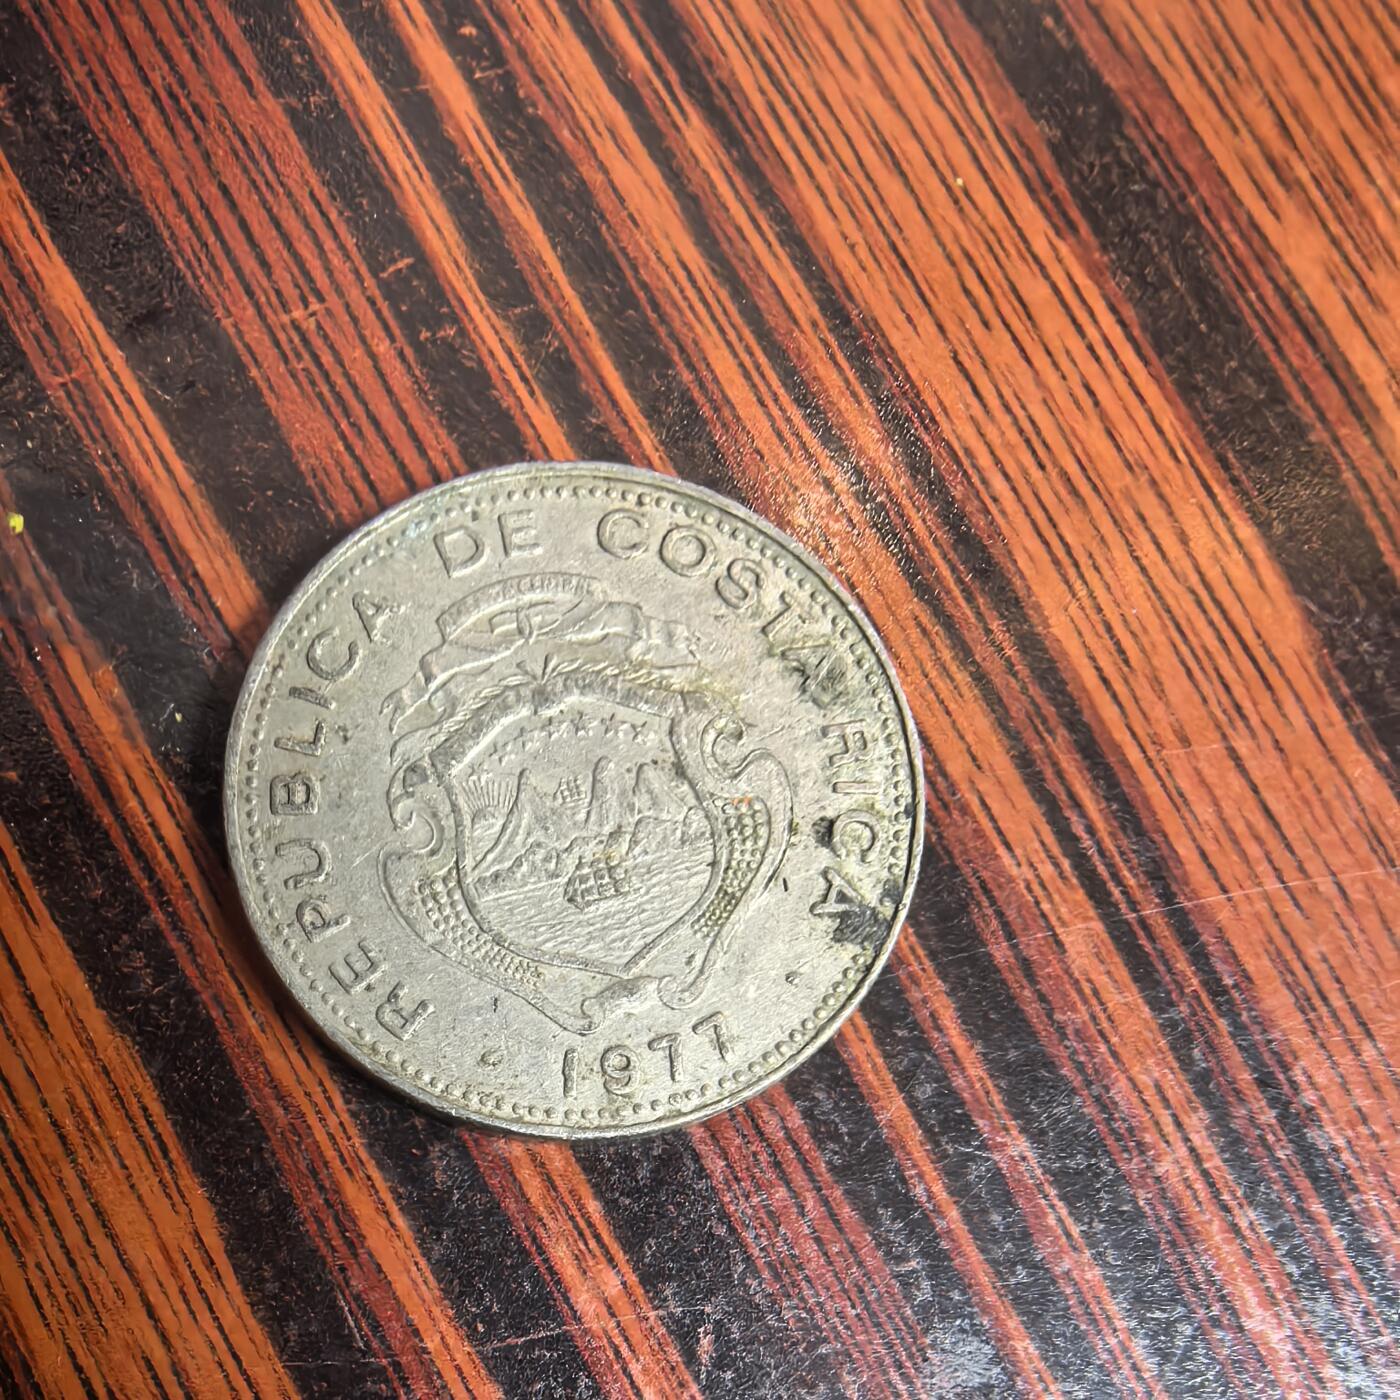 REPUBLICA DE COSTA RICA
1977